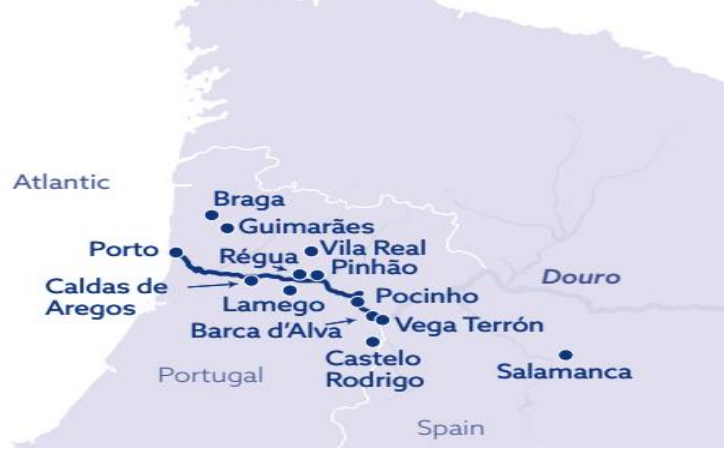 Atlantic
Braga
Guimarães
Porto
Régua
Vila Real
Pinhão
Caldas de
Aregos
Lamego
Pocinho
Douro
Barca d'Alva
Vega Terrón
Castelo
Rodrigo
Salamanca
Portugal
Spain